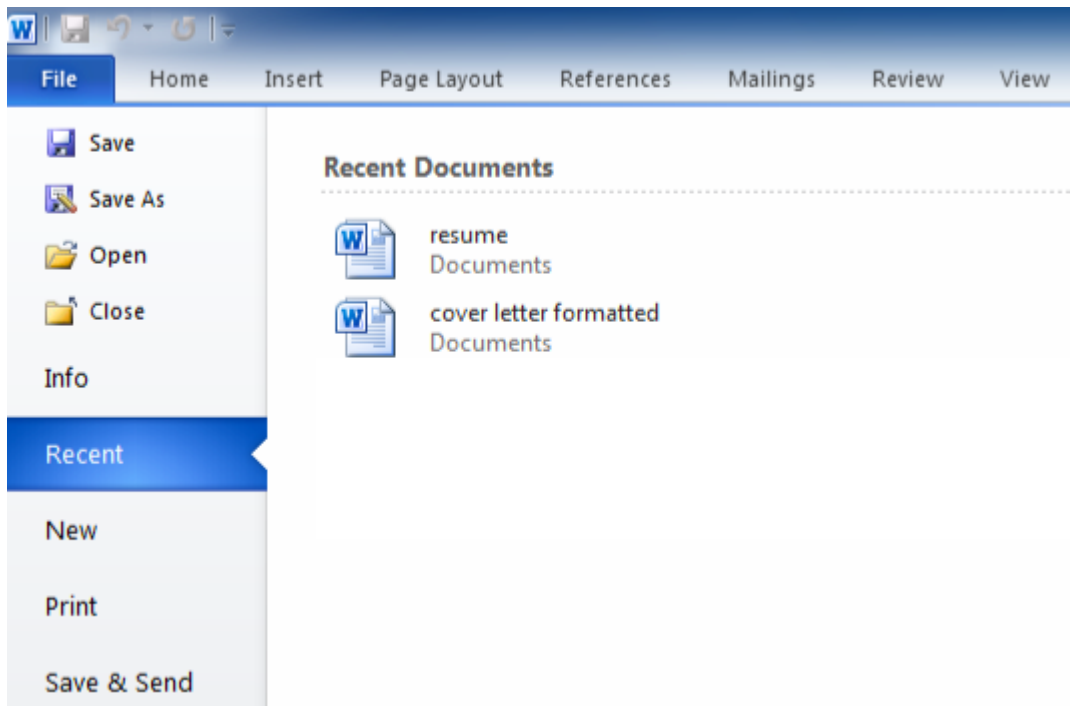 W
File Home Insert Page Layout References Mailings Review View
Save
Save As
Open
Close
Info
Recent
New
Print
Save & Send
Recent Documents
W resume
Documents
W cover letter formatted
Documents